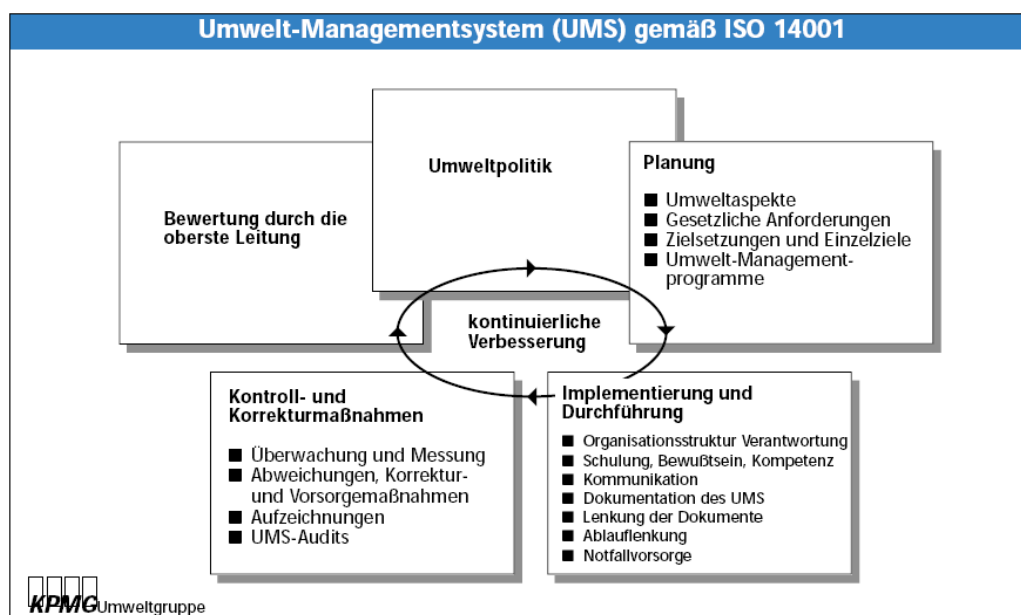 Umwelt-Managementsystem (UMS) gemäß ISO 14001
Umweltpolitik
Planung
Umweltaspekte
Gesetzliche Anforderungen
Zielsetzungen und Einzelziele
Umwelt-Management-
programme
Implementierung und
Durchführung
Organisationsstruktur Verantwortung
Schulung, Bewußtsein, Kompetenz
Kommunikation
Dokumentation des UMS
Lenkung der Dokumente
Ablauflenkung
Notfallvorsorge
Kontroll- und
Korrekturmaßnahmen
Überwachung und Messung
Abweichungen, Korrektur-
und Vorsorgemaßnahmen
Aufzeichnungen
UMS-Audits
Bewertung durch die
oberste Leitung
kontinuierliche
Verbesserung
KPMG Umweltgruppe